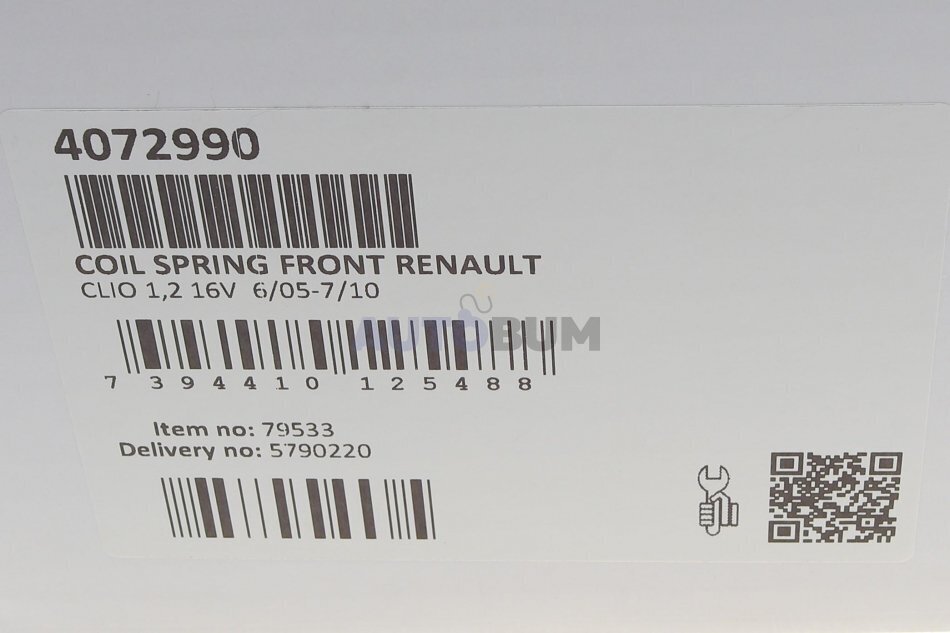 4072990
COIL SPRING FRONT RENAULT
CLIO 1,2 16V 6/05-7/10
AUTOBUM
7 394410 125488
Item no: 79533
Delivery no: 5790220